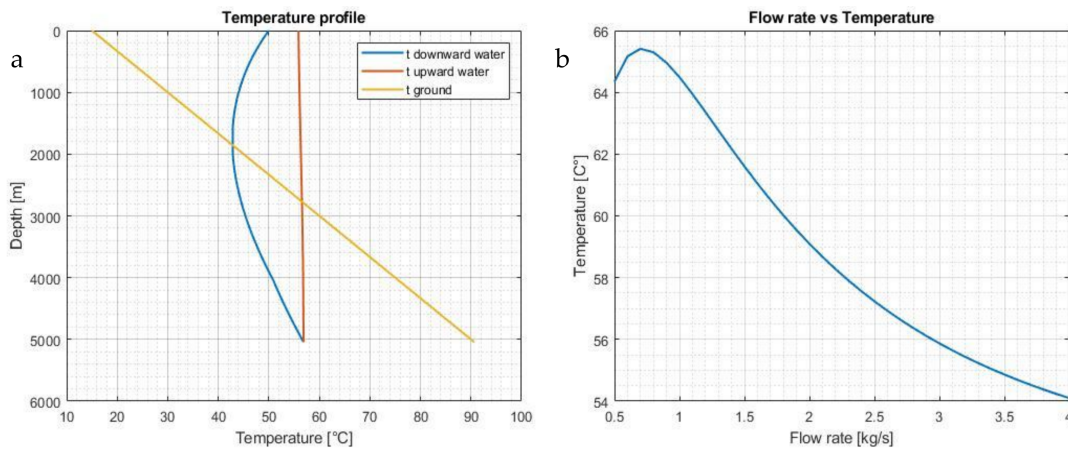 a
Temperature profile
t downward water
t upward water
t ground
0
1000
2000
3000
4000
5000
6000
Depth [m]
10 20 30 40 50 60 70 80 90 100
Temperature [°C]
b
Flow rate vs Temperature
66
64
62
60
58
56
54
Temperature [C°]
0.5 1 1.5 2 2.5 3 3.5 4
Flow rate [kg/s]